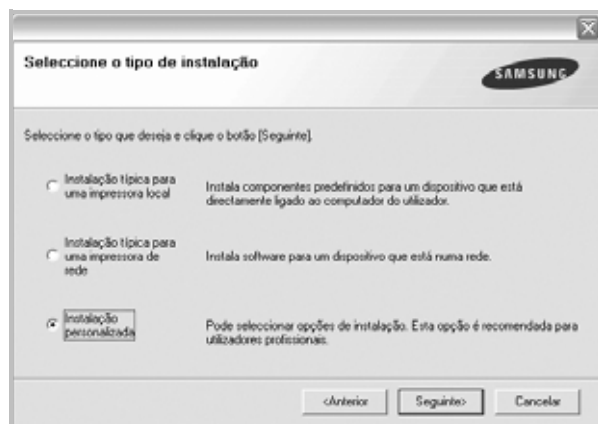 Seleccione o tipo de instalação
SAMSUNG
Seleccione o tipo que deseja e clique o botão [Seguinte].
Instalação típica para
uma impressora local
Instala componentes predefinidos para um dispositivo que está
directamente ligado ao computador do utilizador.
Instalação típica para
uma impressora de
rede
Instala software para um dispositivo que está numa rede.
Instalação
personalizada
Pode seleccionar opções de instalação. Esta opção é recomendada para
utilizadores profissionais.
<Anterior
Seguinte>
Cancelar